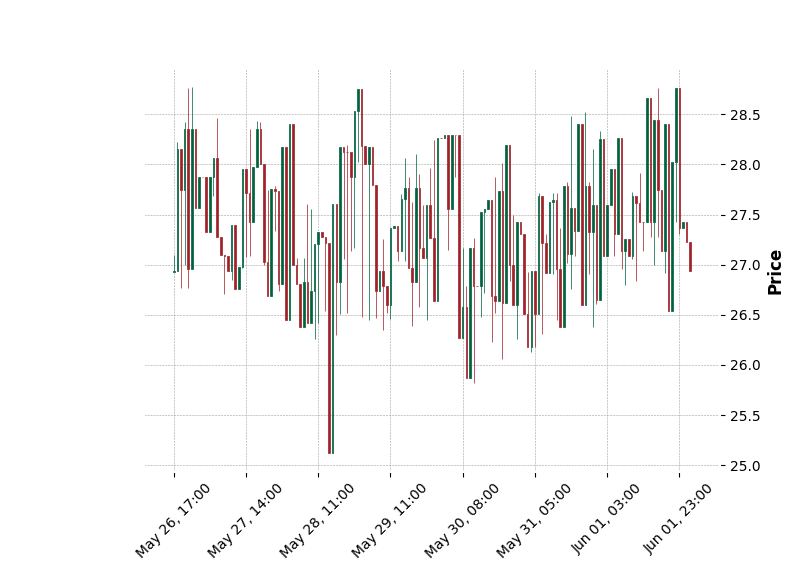 28.5
28.0
27.5
27.0
26.5
26.0
25.5
25.0
Price
May 26, 17:00
May 27, 14:00
May 28, 11:00
May 29, 11:00
May 30, 08:00
May 31, 05:00
Jun 01, 03:00
Jun 01, 23:00